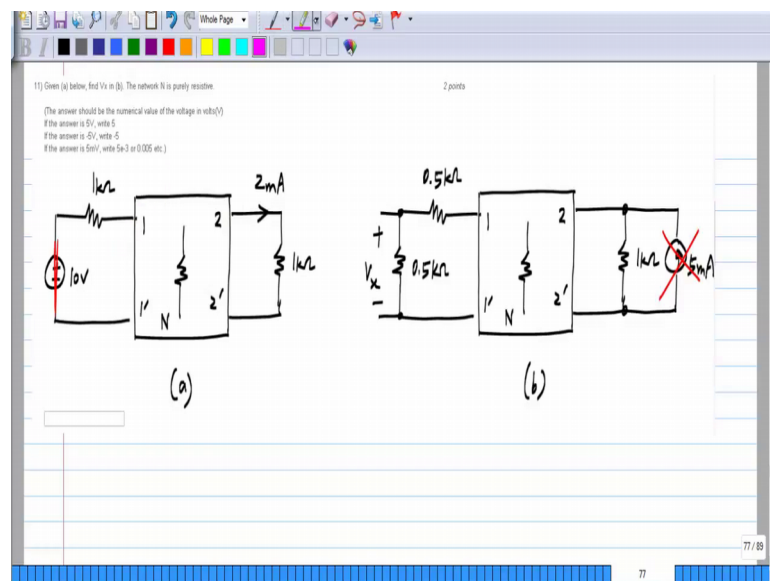 Whole Page
B I
11) Given (a) below, find Vx in (b). The network N is purely resistive. 2 points
(The answer should be the numerical value of the voltage in volts(V)
If the answer is 5V, write 5
If the answer is -5V, write -5
If the answer is 5mV, write 5e-3 or 0.005 etc.)
1kΩ 2mA 0.5kΩ
1 2 1 2
+
10V 1kΩ Vx 0.5kΩ 1kΩ 5mA
-
1' N 2' 1' N 2'
(a) (b)
77 / 89
77